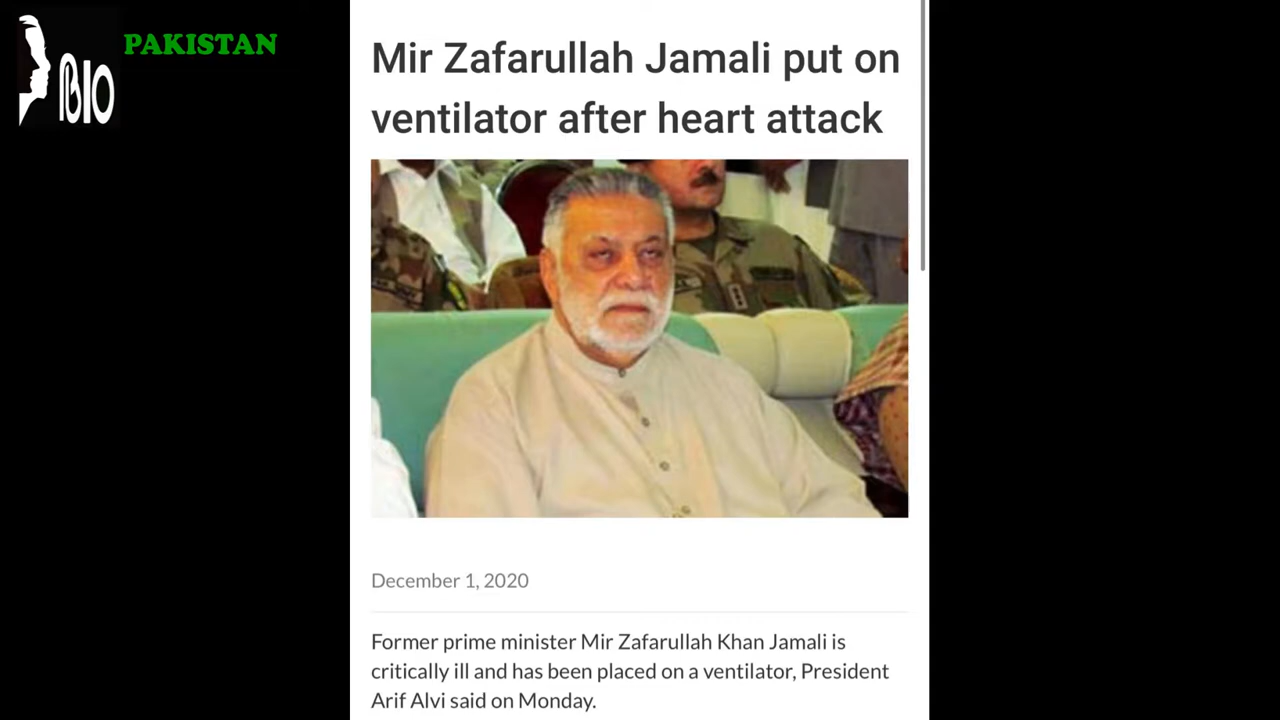 BIO
PAKISTAN
Mir Zafarullah Jamali put on
ventilator after heart attack
December 1, 2020
Former prime minister Mir Zafarullah Khan Jamali is
critically ill and has been placed on a ventilator, President
Arif Alvi said on Monday.